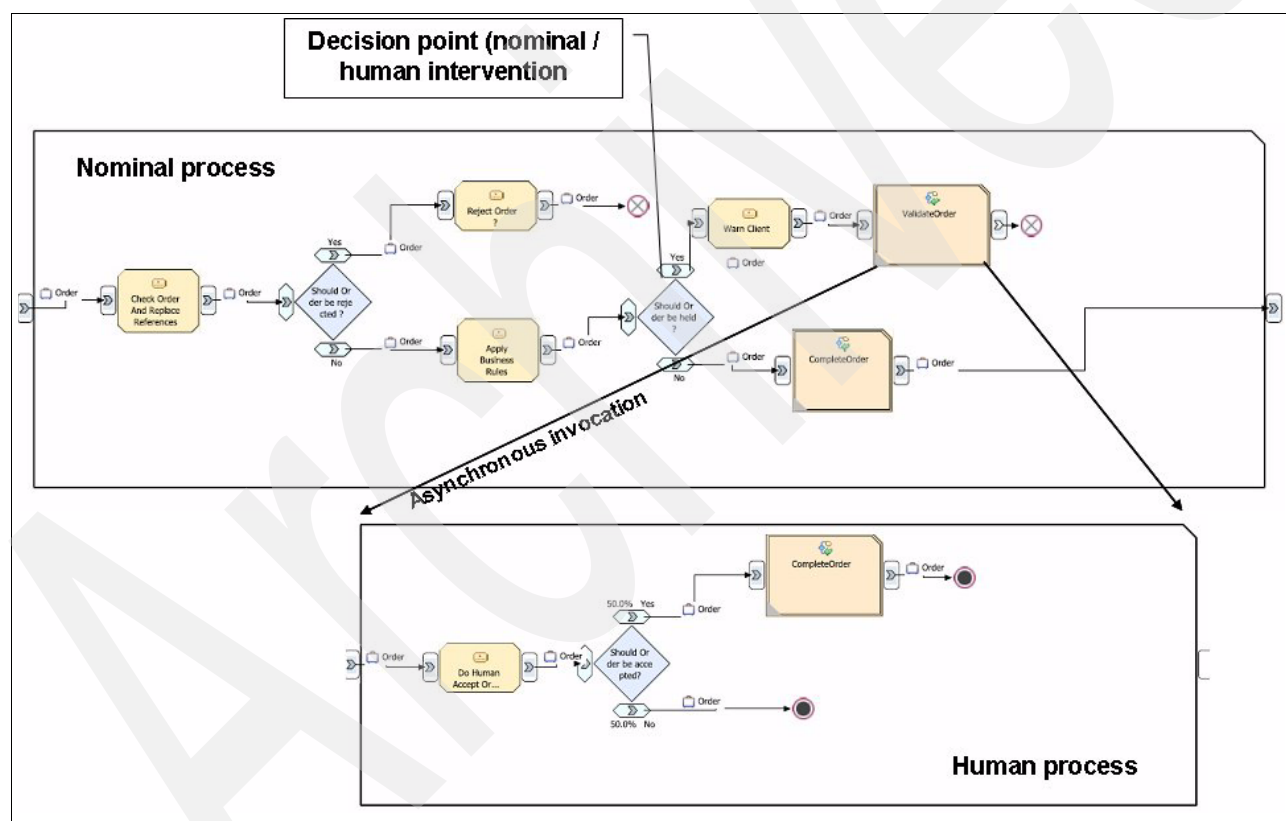 Decision point (nominal /
human intervention
Nominal process
Order
Check Order
And Replace
References
Order
Should Or
der be reje
cted ?
Yes
Order
Reject Order
?
Order
No
Order
Apply
Business
Rules
Order
Should Or
der be held
?
Yes
Order
Warn Client
Order
ValidateOrder
No
Order
CompleteOrder
Order
Asynchronous invocation
Order
Do Human
Accept Or...
Order
Should Or
der be acce
pted?
50.0% Yes
Order
CompleteOrder
Order
50.0% No
Order
Human process